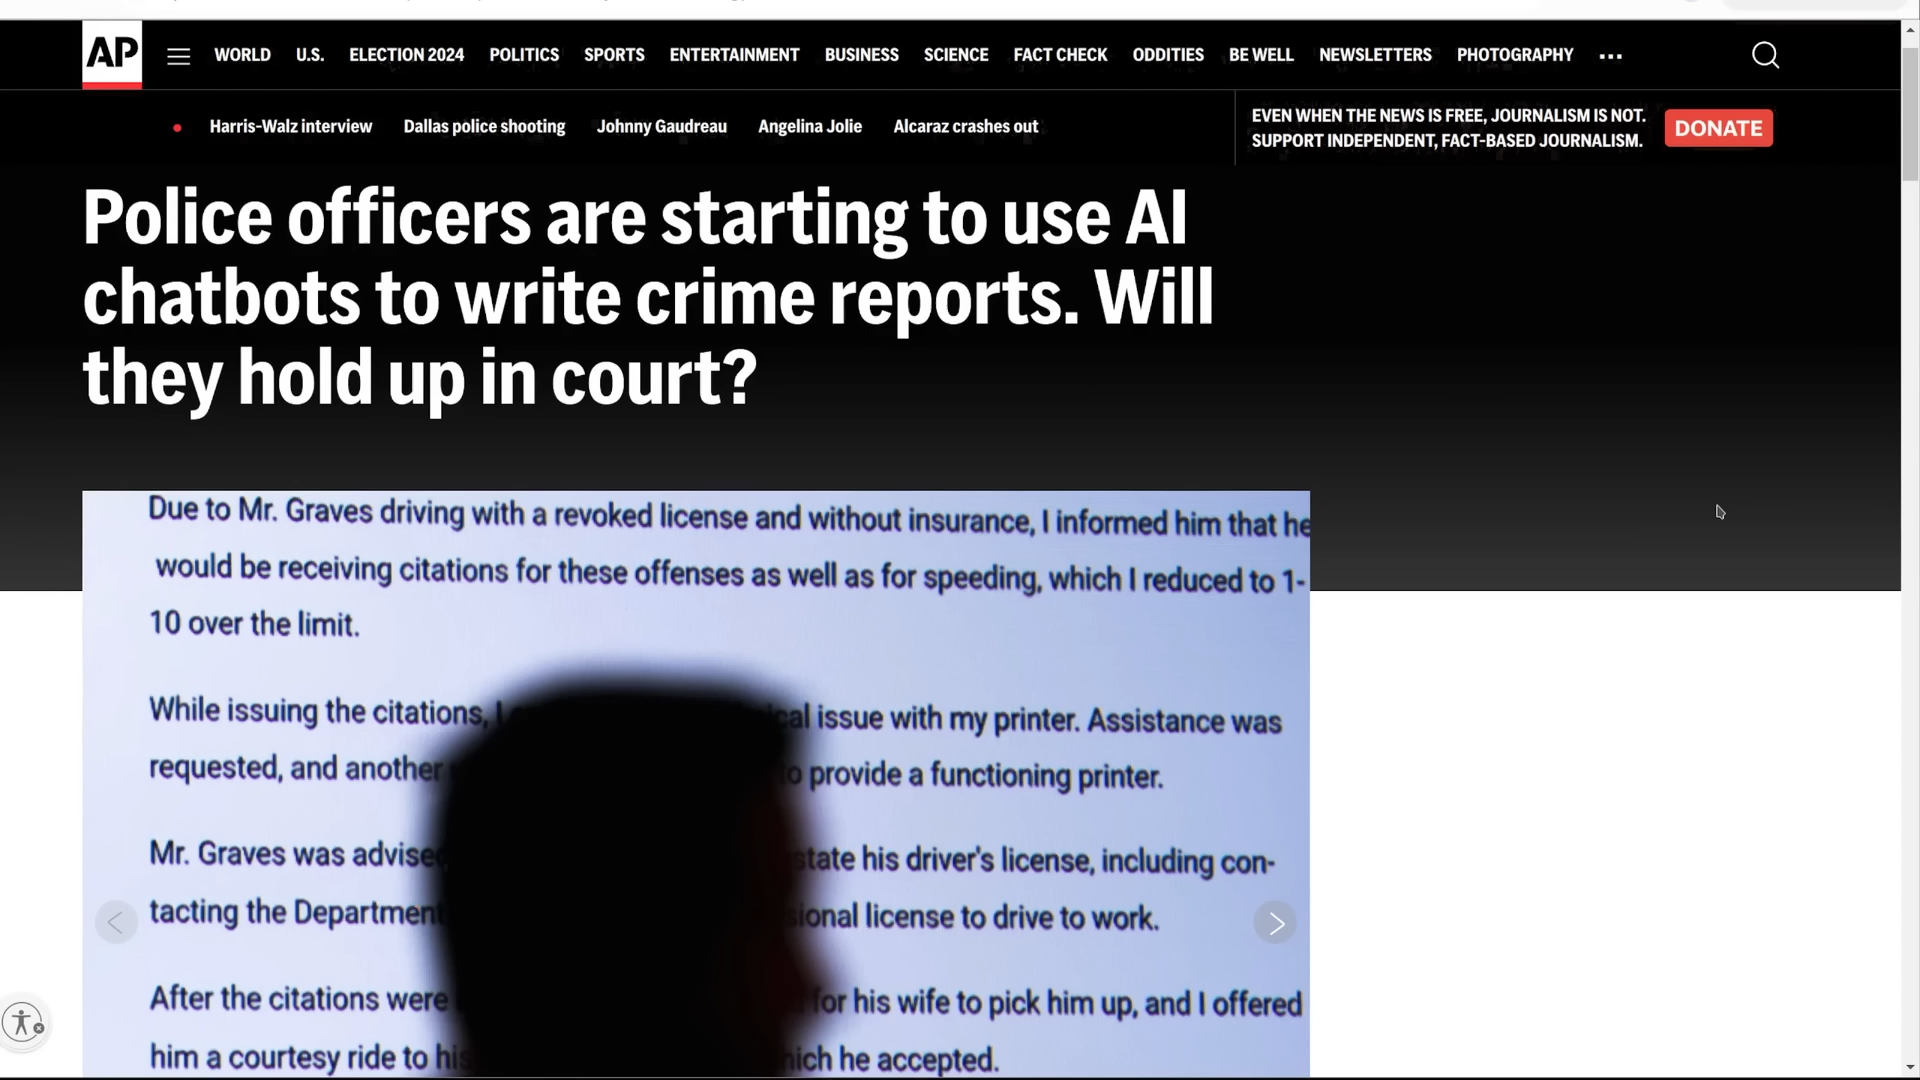 AP
WORLD U.S. ELECTION 2024 POLITICS SPORTS ENTERTAINMENT BUSINESS SCIENCE FACT CHECK ODDITIES BE WELL NEWSLETTERS PHOTOGRAPHY ...
Harris-Walz interview Dallas police shooting Johnny Gaudreau Angelina Jolie Alcaraz crashes out
EVEN WHEN THE NEWS IS FREE, JOURNALISM IS NOT.
SUPPORT INDEPENDENT, FACT-BASED JOURNALISM.
DONATE
Police officers are starting to use AI
chatbots to write crime reports. Will
they hold up in court?
Due to Mr. Graves driving with a revoked license and without insurance, I informed him that he
would be receiving citations for these offenses as well as for speeding, which I reduced to 1-
10 over the limit.
While issuing the citations, I issue with my printer. Assistance was
requested, and another provide a functioning printer.
Mr. Graves was his driver's license, including con-
tacting the license to drive to work.
After the citations were for his wife to pick him up, and I offered
him a courtesy ride to he accepted.